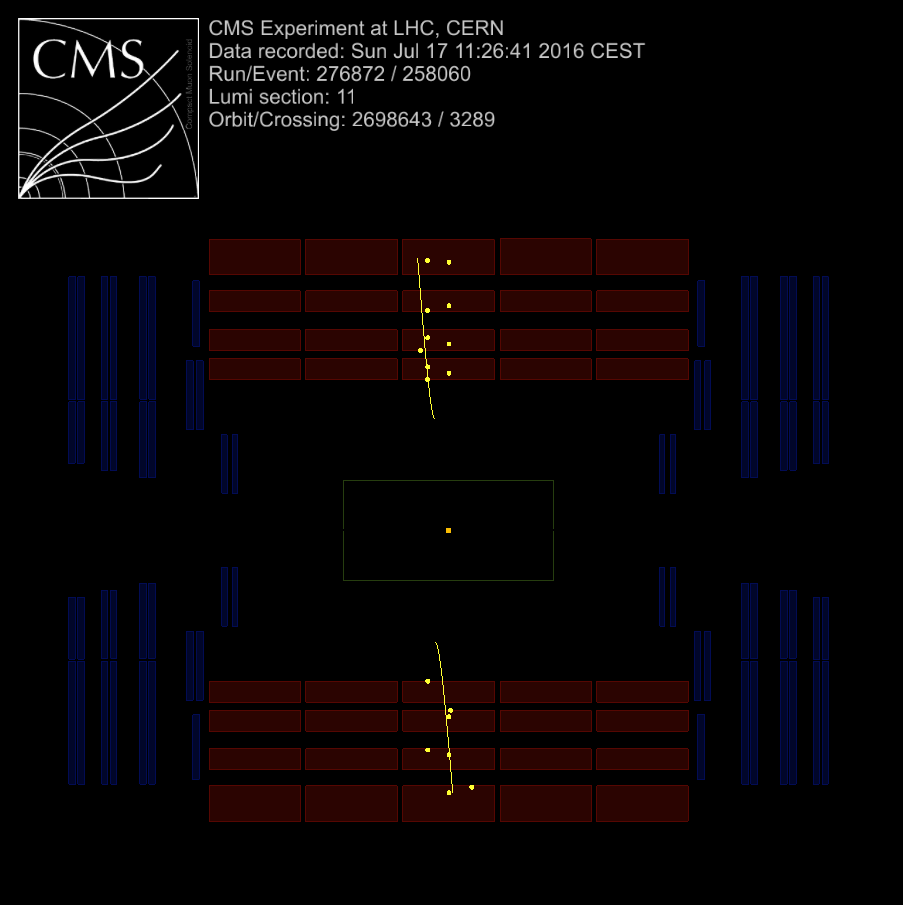 CMS
Compact Muon Solenoid
CMS Experiment at LHC, CERN
Data recorded: Sun Jul 17 11:26:41 2016 CEST
Run/Event: 276872 / 258060
Lumi section: 11
Orbit/Crossing: 2698643 / 3289